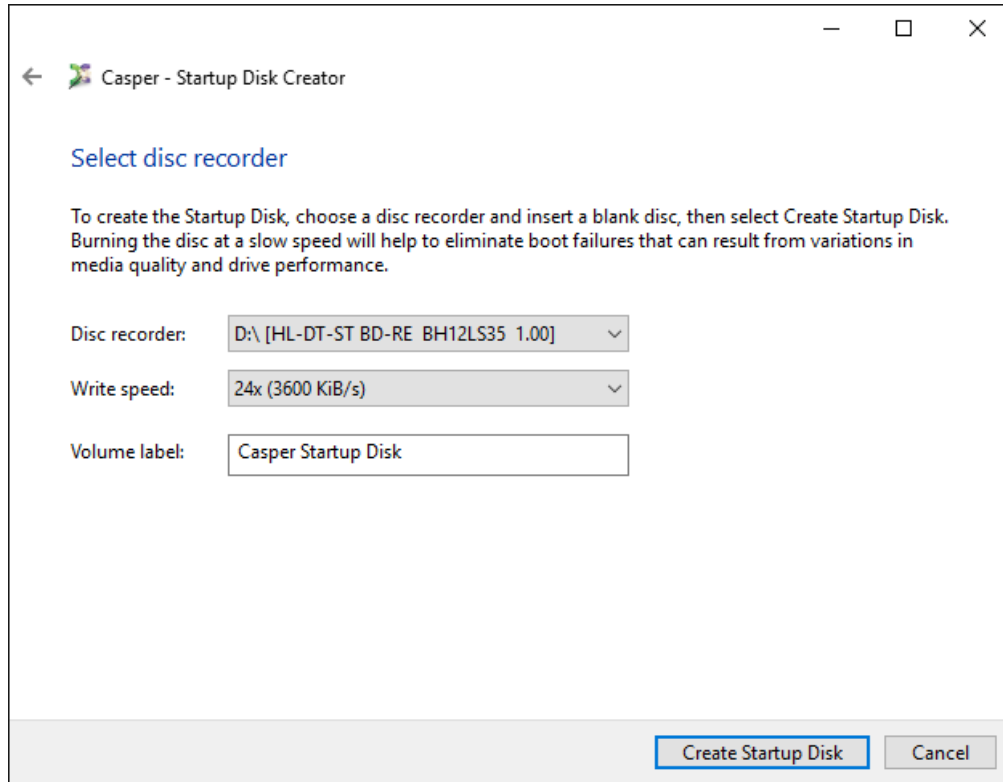 Casper - Startup Disk Creator
Select disc recorder
To create the Startup Disk, choose a disc recorder and insert a blank disc, then select Create Startup Disk.
Burning the disc at a slow speed will help to eliminate boot failures that can result from variations in
media quality and drive performance.
Disc recorder: D:\ [HL-DT-ST BD-RE  BH12LS35  1.00]
Write speed: 24x (3600 KiB/s)
Volume label: Casper Startup Disk
Create Startup Disk Cancel